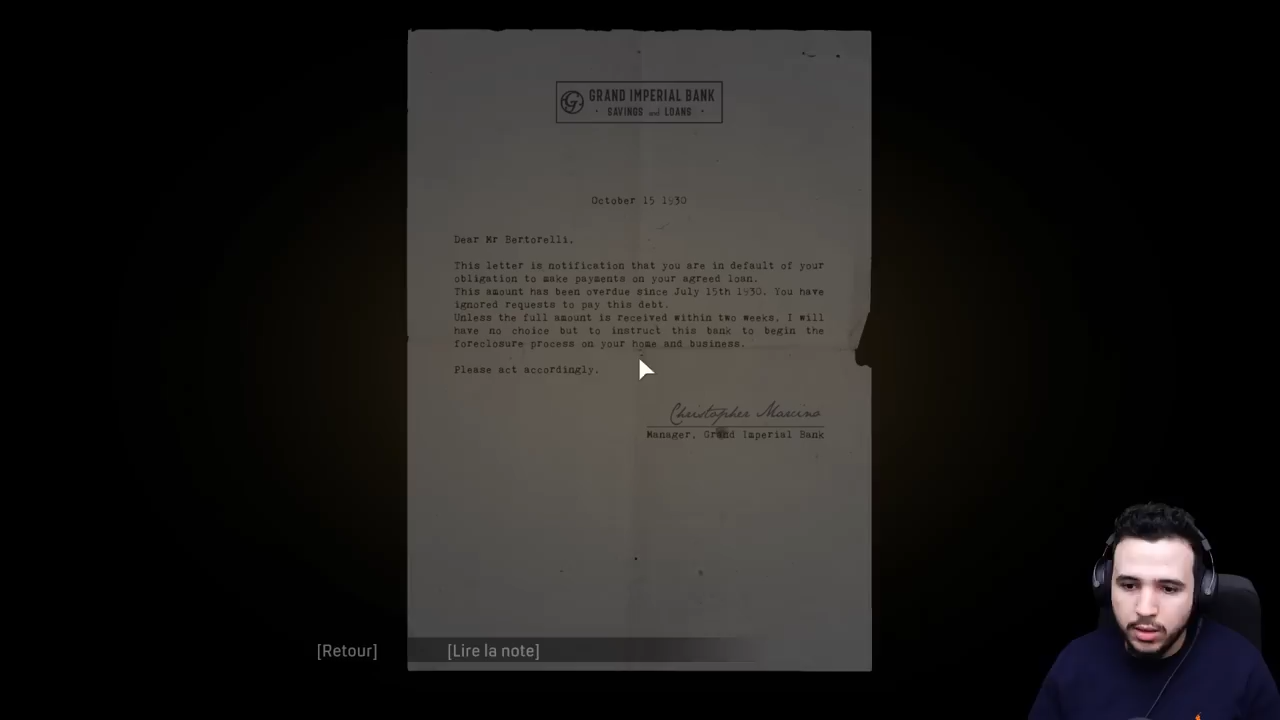 GRAND IMPERIAL BANK
SAVINGS and LOANS
October 15 1930
Dear Mr Bertorelli,
This letter is notification that you are in default of your
obligation to make payments on your agreed loan.
This amount has been overdue since July 15th 1930. You have
ignored requests to pay this debt.
Unless the full amount is received within two weeks, I will
have no choice but to instruct this bank to begin the
foreclosure process on your home and business.
Please act accordingly.
Christopher Marcino
Manager, Grand Imperial Bank
[Retour] [Lire la note]